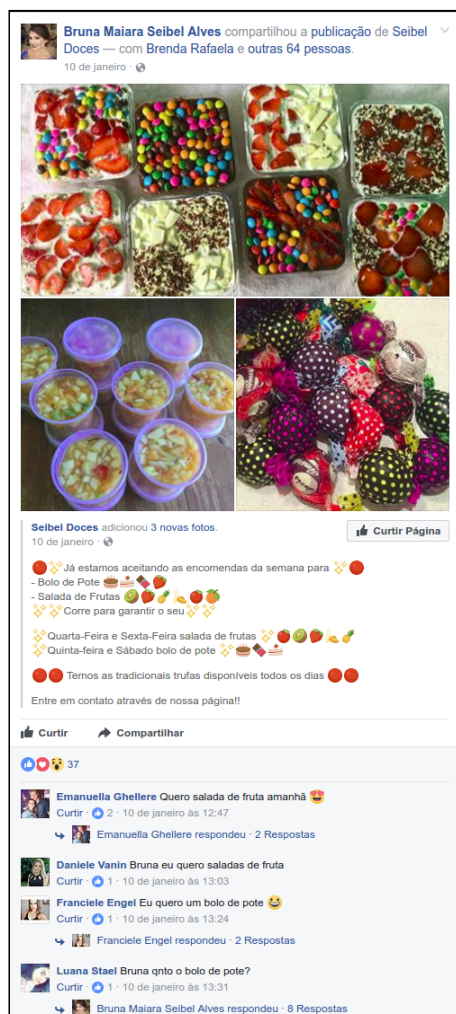 Bruna Maiara Seibel Alves compartilhou a publicação de Seibel
Doces — com Brenda Rafaela e outras 64 pessoas.
10 de janeiro ·
Seibel Doces adicionou 3 novas fotos.
10 de janeiro ·
Curtir Página
Já estamos aceitando as encomendas da semana para
- Bolo de Pote
- Salada de Frutas
Corre para garantir o seu
Quarta-Feira e Sexta-Feira salada de frutas
Quinta-feira e Sábado bolo de pote
Temos as tradicionais trufas disponíveis todos os dias
Entre em contato através de nossa página!!
Curtir Compartilhar
37
Emanuella Ghellere Quero salada de fruta amanhã
Curtir · 2 · 10 de janeiro às 12:47
Emanuella Ghellere respondeu · 2 Respostas
Daniele Vanin Bruna eu quero saladas de fruta
Curtir · 1 · 10 de janeiro às 13:03
Franciele Engel Eu quero um bolo de pote
Curtir · 1 · 10 de janeiro às 13:24
Franciele Engel respondeu · 2 Respostas
Luana Stael Bruna qnto o bolo de pote?
Curtir · 1 · 10 de janeiro às 13:31
Bruna Maiara Seibel Alves respondeu · 8 Respostas